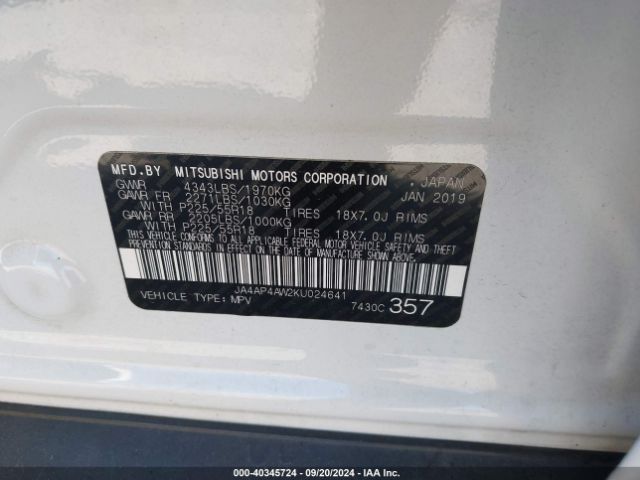 MFD.BY MITSUBISHI MOTORS CORPORATION JAPAN
GVWR 4343LBS/1970KG JAN 2019
GAWR FR 2271LBS/1030KG
WITH P225/55R18 TIRES 18X7.0J RIMS
GAWR RR 2205LBS/1000KG
WITH P225/55R18 TIRES 18X7.0J RIMS
THIS VEHICLE CONFORMS TO ALL APPLICABLE FEDERAL MOTOR VEHICLE SAFETY AND THEFT
PREVENTION STANDARDS IN EFFECT ON THE DATE OF MANUFACTURE SHOWN ABOVE.
JA4AP4AW2KU024641
VEHICLE TYPE: MPV 7430C 357
000-40345724 - 09/20/2024 - IAA Inc.